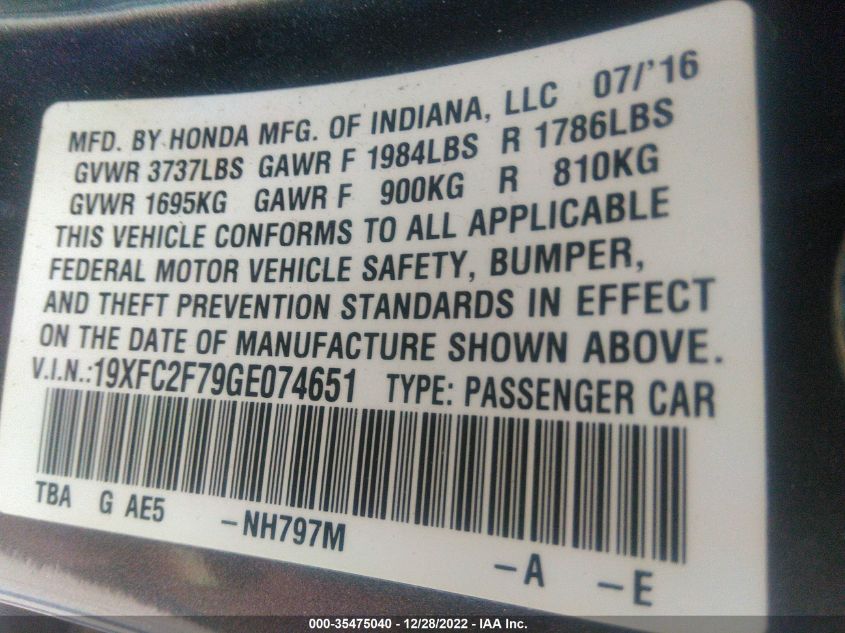 MFD. BY HONDA MFG. OF INDIANA, LLC 07/'16
GVWR 3737LBS GAWR F 1984LBS R 1786LBS
GVWR 1695KG GAWR F 900KG R 810KG
THIS VEHICLE CONFORMS TO ALL APPLICABLE
FEDERAL MOTOR VEHICLE SAFETY, BUMPER,
AND THEFT PREVENTION STANDARDS IN EFFECT
ON THE DATE OF MANUFACTURE SHOWN ABOVE.
V.I.N.:19XFC2F79GE074651 TYPE: PASSENGER CAR
TBA G AE5 -NH797M -A -E
000-35475040 - 12/28/2022 - IAA Inc.